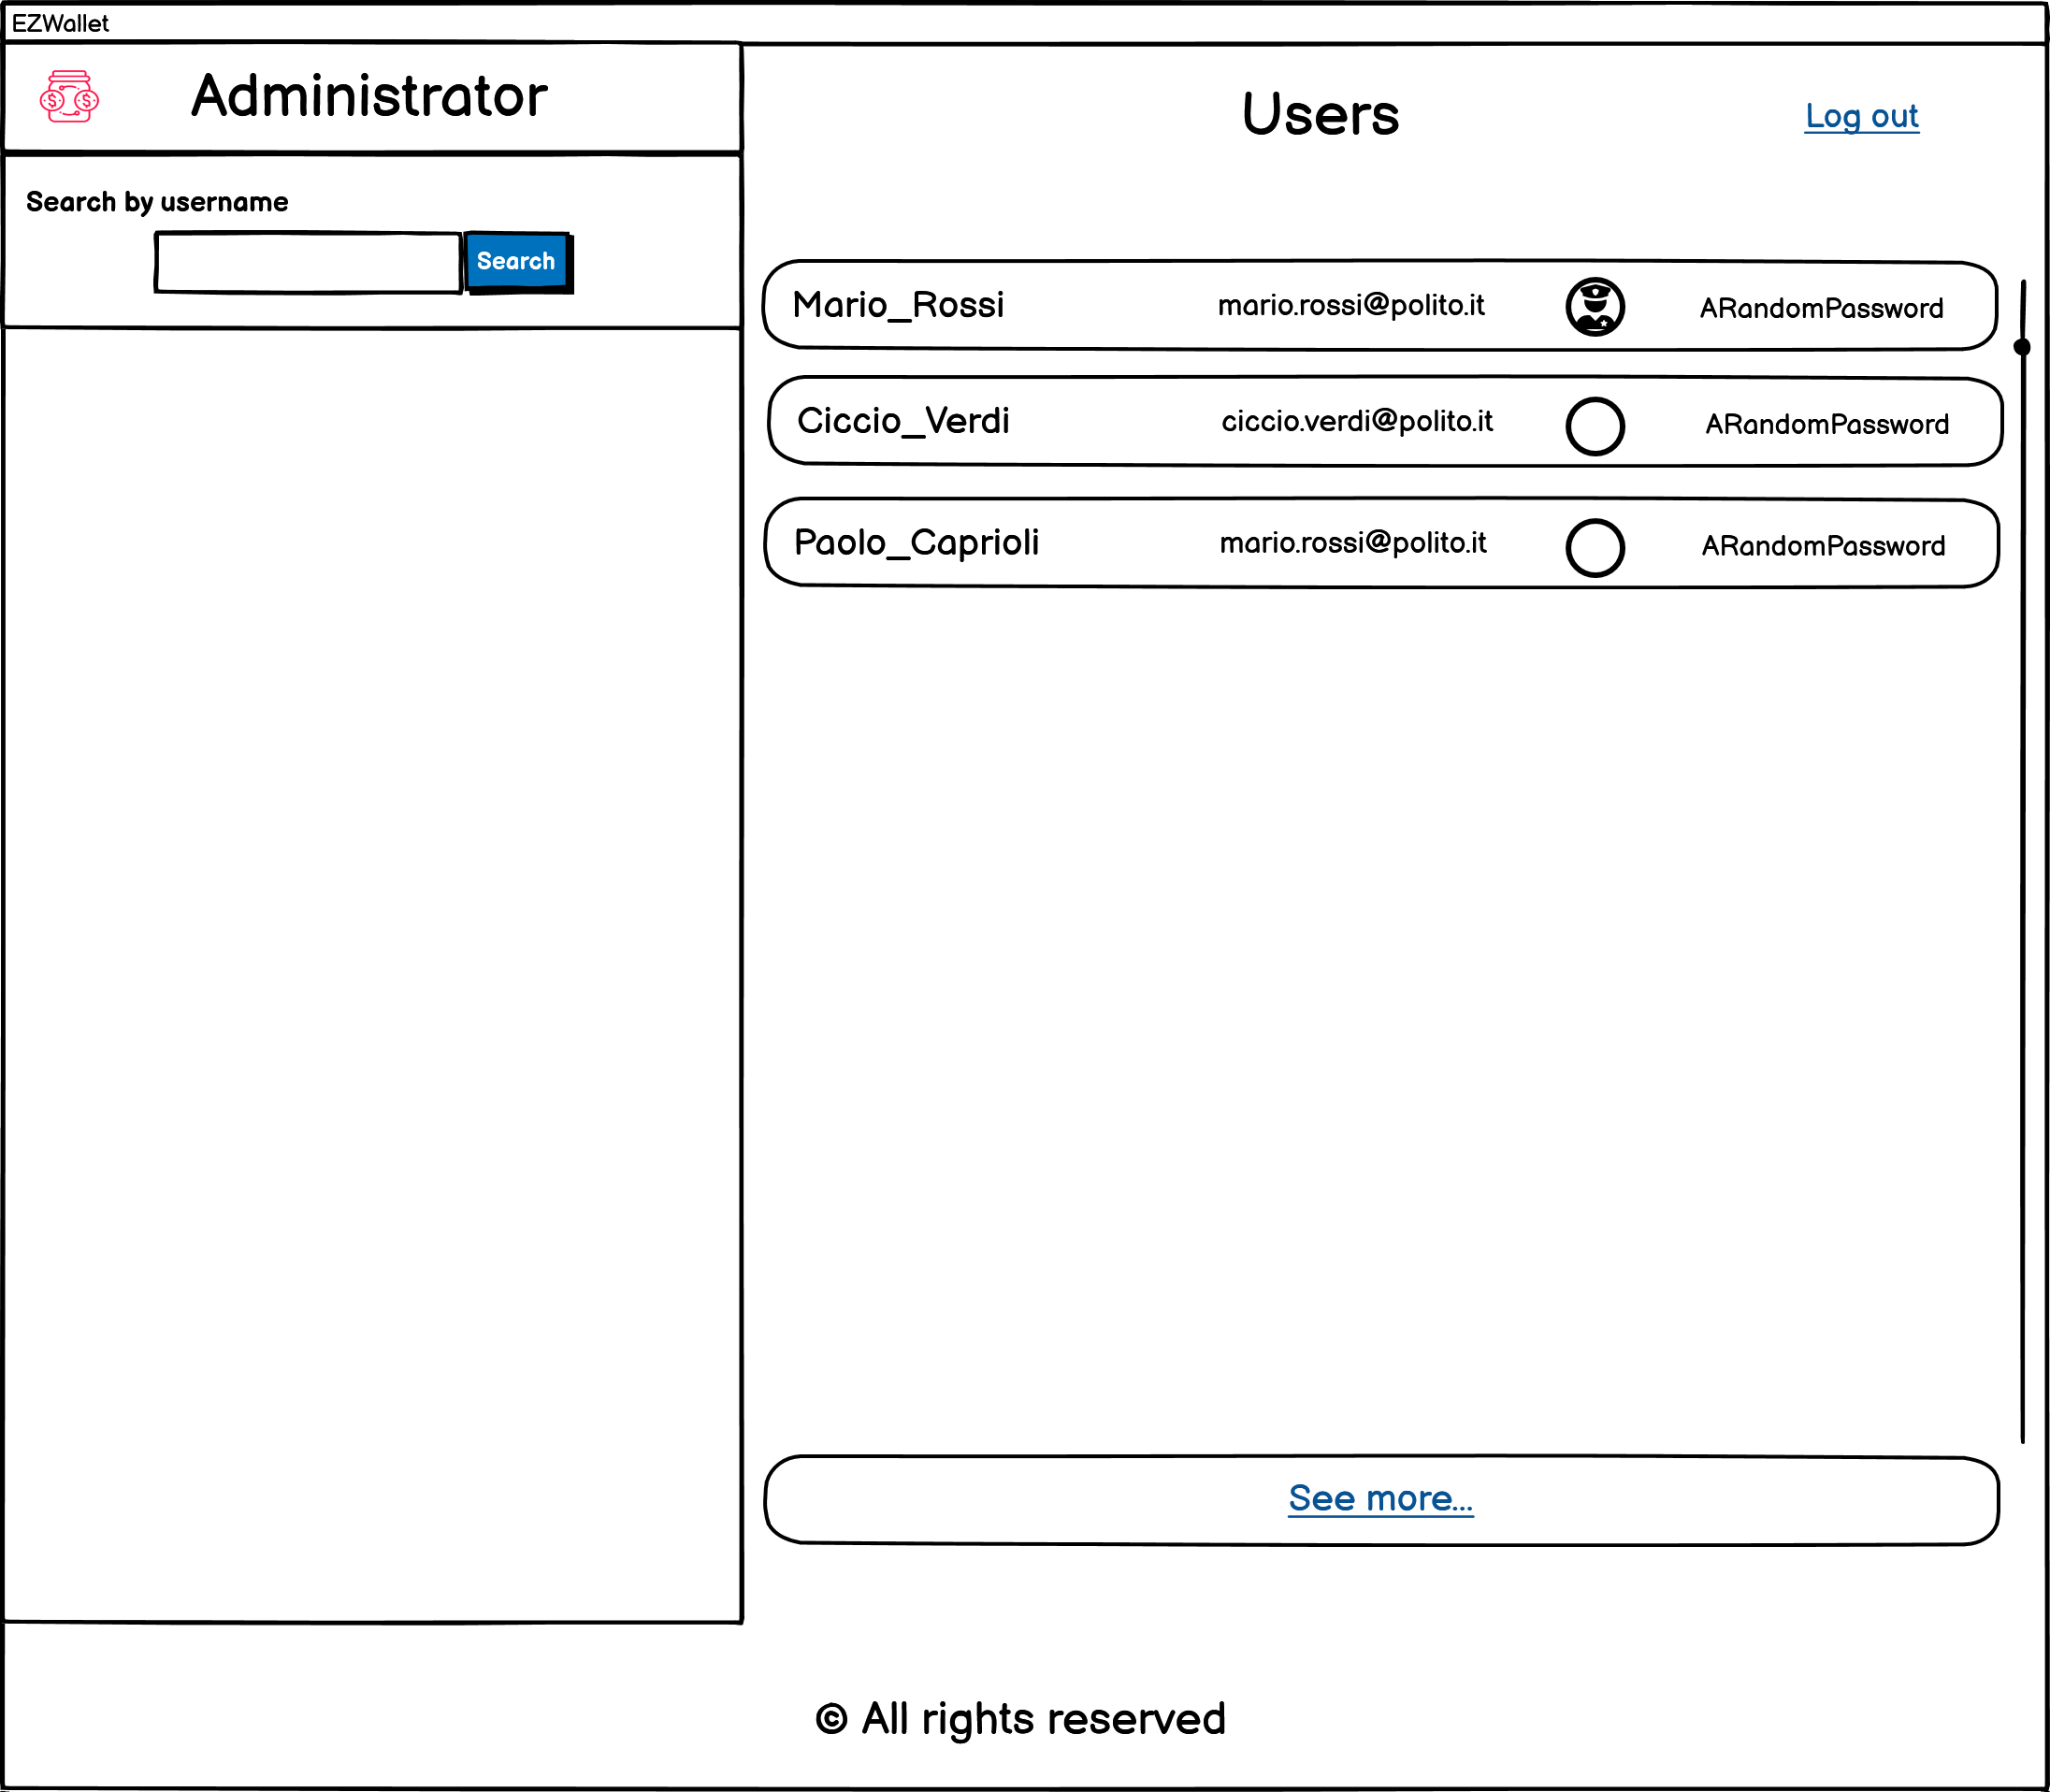 EZWallet
Administrator
Search by username
Search
Users
Log out
Mario_Rossi mario.rossi@polito.it ARandomPassword
Ciccio_Verdi ciccio.verdi@polito.it ARandomPassword
Paolo_Caprioli mario.rossi@polito.it ARandomPassword
See more...
© All rights reserved